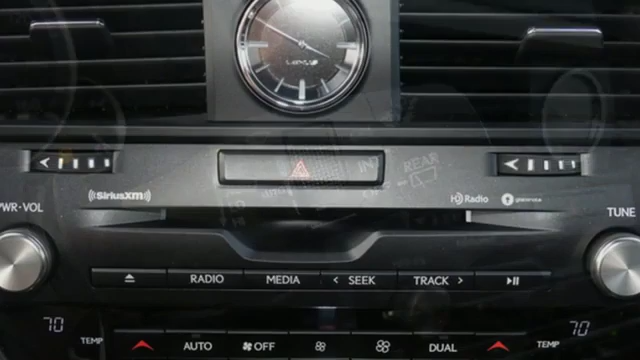 LEXUS
REAR
INT
((SiriusXM))
HD Radio gracenote
PWR·VOL
TUNE
RADIO MEDIA < SEEK TRACK >
70 TEMP AUTO OFF DUAL TEMP 70